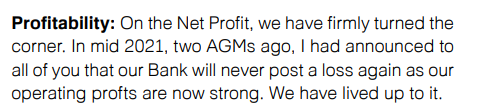 Profitability: On the Net Profit, we have firmly turned the
corner. In mid 2021, two AGMs ago, I had announced to
all of you that our Bank will never post a loss again as our
operating profts are now strong. We have lived up to it.